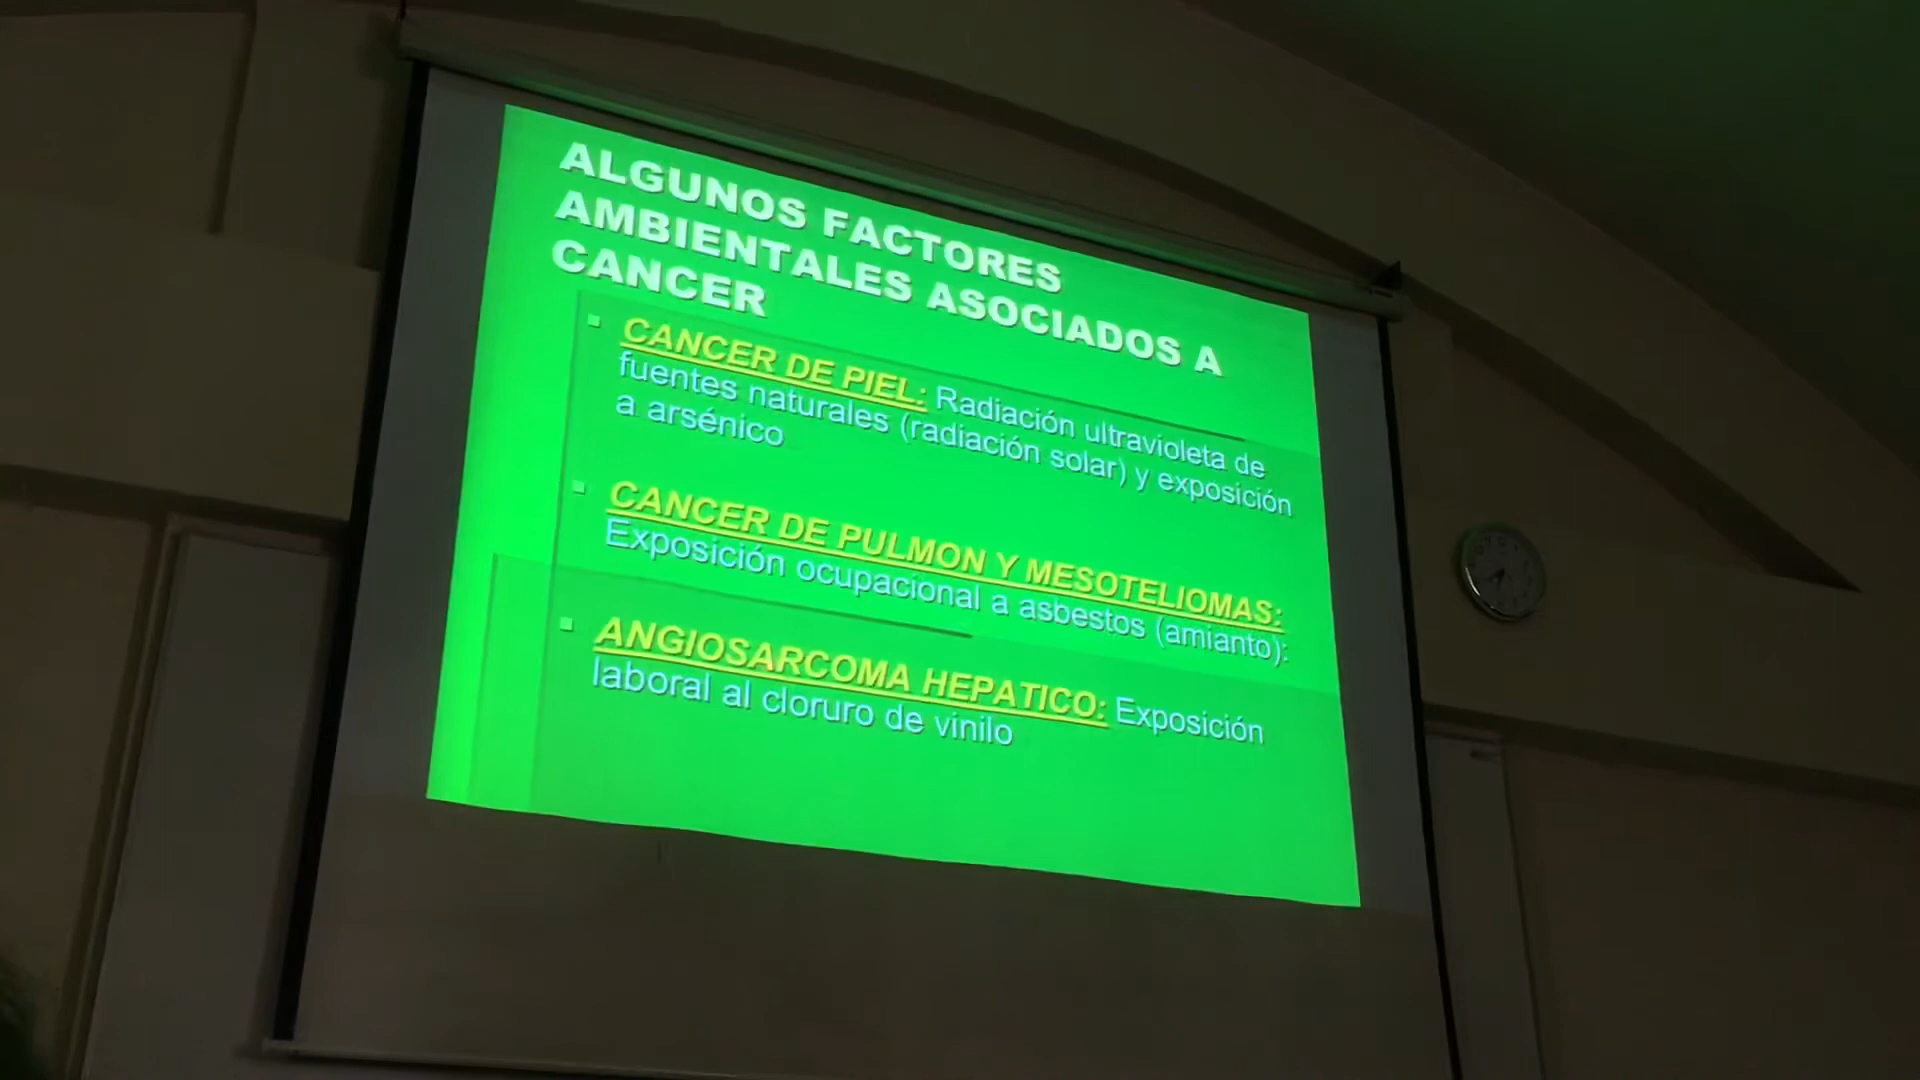 ALGUNOS FACTORES
AMBIENTALES ASOCIADOS A
CANCER
CANCER DE PIEL: Radiación ultravioleta de
fuentes naturales (radiación solar) y exposición
a arsénico
CANCER DE PULMON Y MESOTELIOMAS:
Exposición ocupacional a asbestos (amianto):
ANGIOSARCOMA HEPATICO: Exposición
laboral al cloruro de vinilo